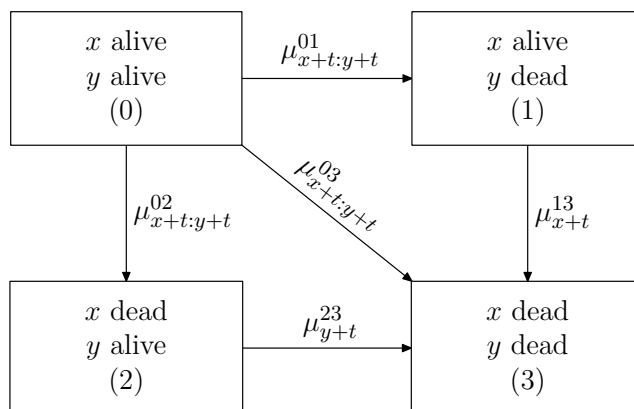 x alive
y alive
(0)
μ^{01}_{x+t:y+t}
x alive
y dead
(1)
μ^{02}_{x+t:y+t}
μ^{03}_{x+t:y+t}
μ^{13}_{x+t}
x dead
y alive
(2)
μ^{23}_{y+t}
x dead
y dead
(3)